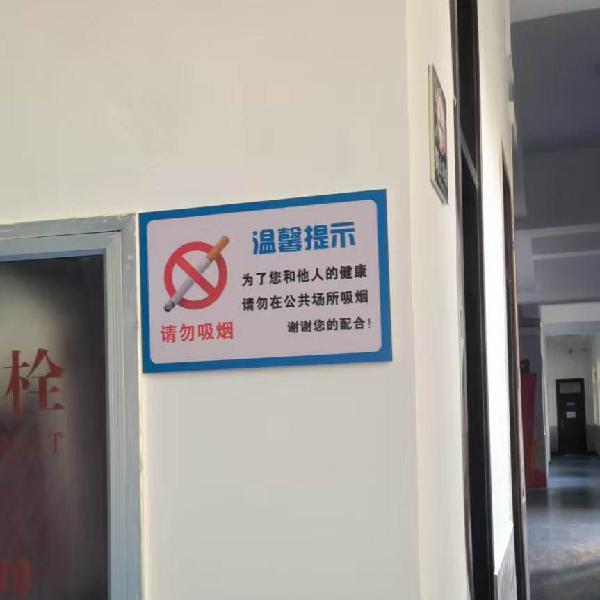 温馨提示
为了您和他人的健康
请勿在公共场所吸烟
谢谢您的配合!
请勿吸烟
栓